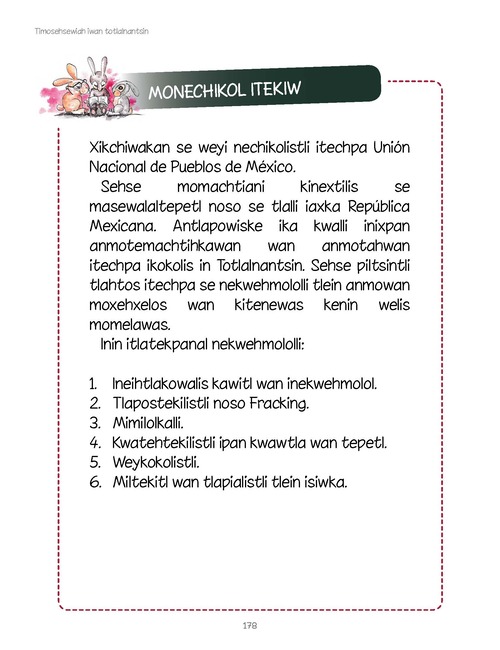 Timosehsewiah iwan totlalnantsin
MONECHIKOL ITEKIW
Xikchiwakan se weyi nechikolistli itechpa Unión
Nacional de Pueblos de México.
Sehse momachtiani kinextilis se
masewalaltepetl noso se tlalli iaxka República
Mexicana. Antlapowiske ika kwalli inixpan
anmotemachtihkawan wan anmotahwan
itechpa ikokolis in Totlalnantsin. Sehse piltsintli
tlahtos itechpa se nekwehmololli tlein anmowan
moxehxelos wan kitenewas kenin welis
momelawas.
Inin itlatekpanal nekwehmololli:
1. Ineihtlakowalis kawitl wan inekwehmolol.
2. Tlapostekilistli noso Fracking.
3. Mimilolkalli.
4. Kwatehtekilistli ipan kwawtla wan tepetl.
5. Weykokolistli.
6. Miltekitl wan tlapialistli tlein isiwka.
178